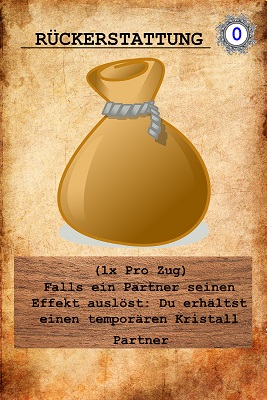 RÜCKERSTATTUNG 0
(1x Pro Zug)
Falls ein Partner seinen
Effekt auslöst: Du erhältst
einen temporären Kristall
Partner